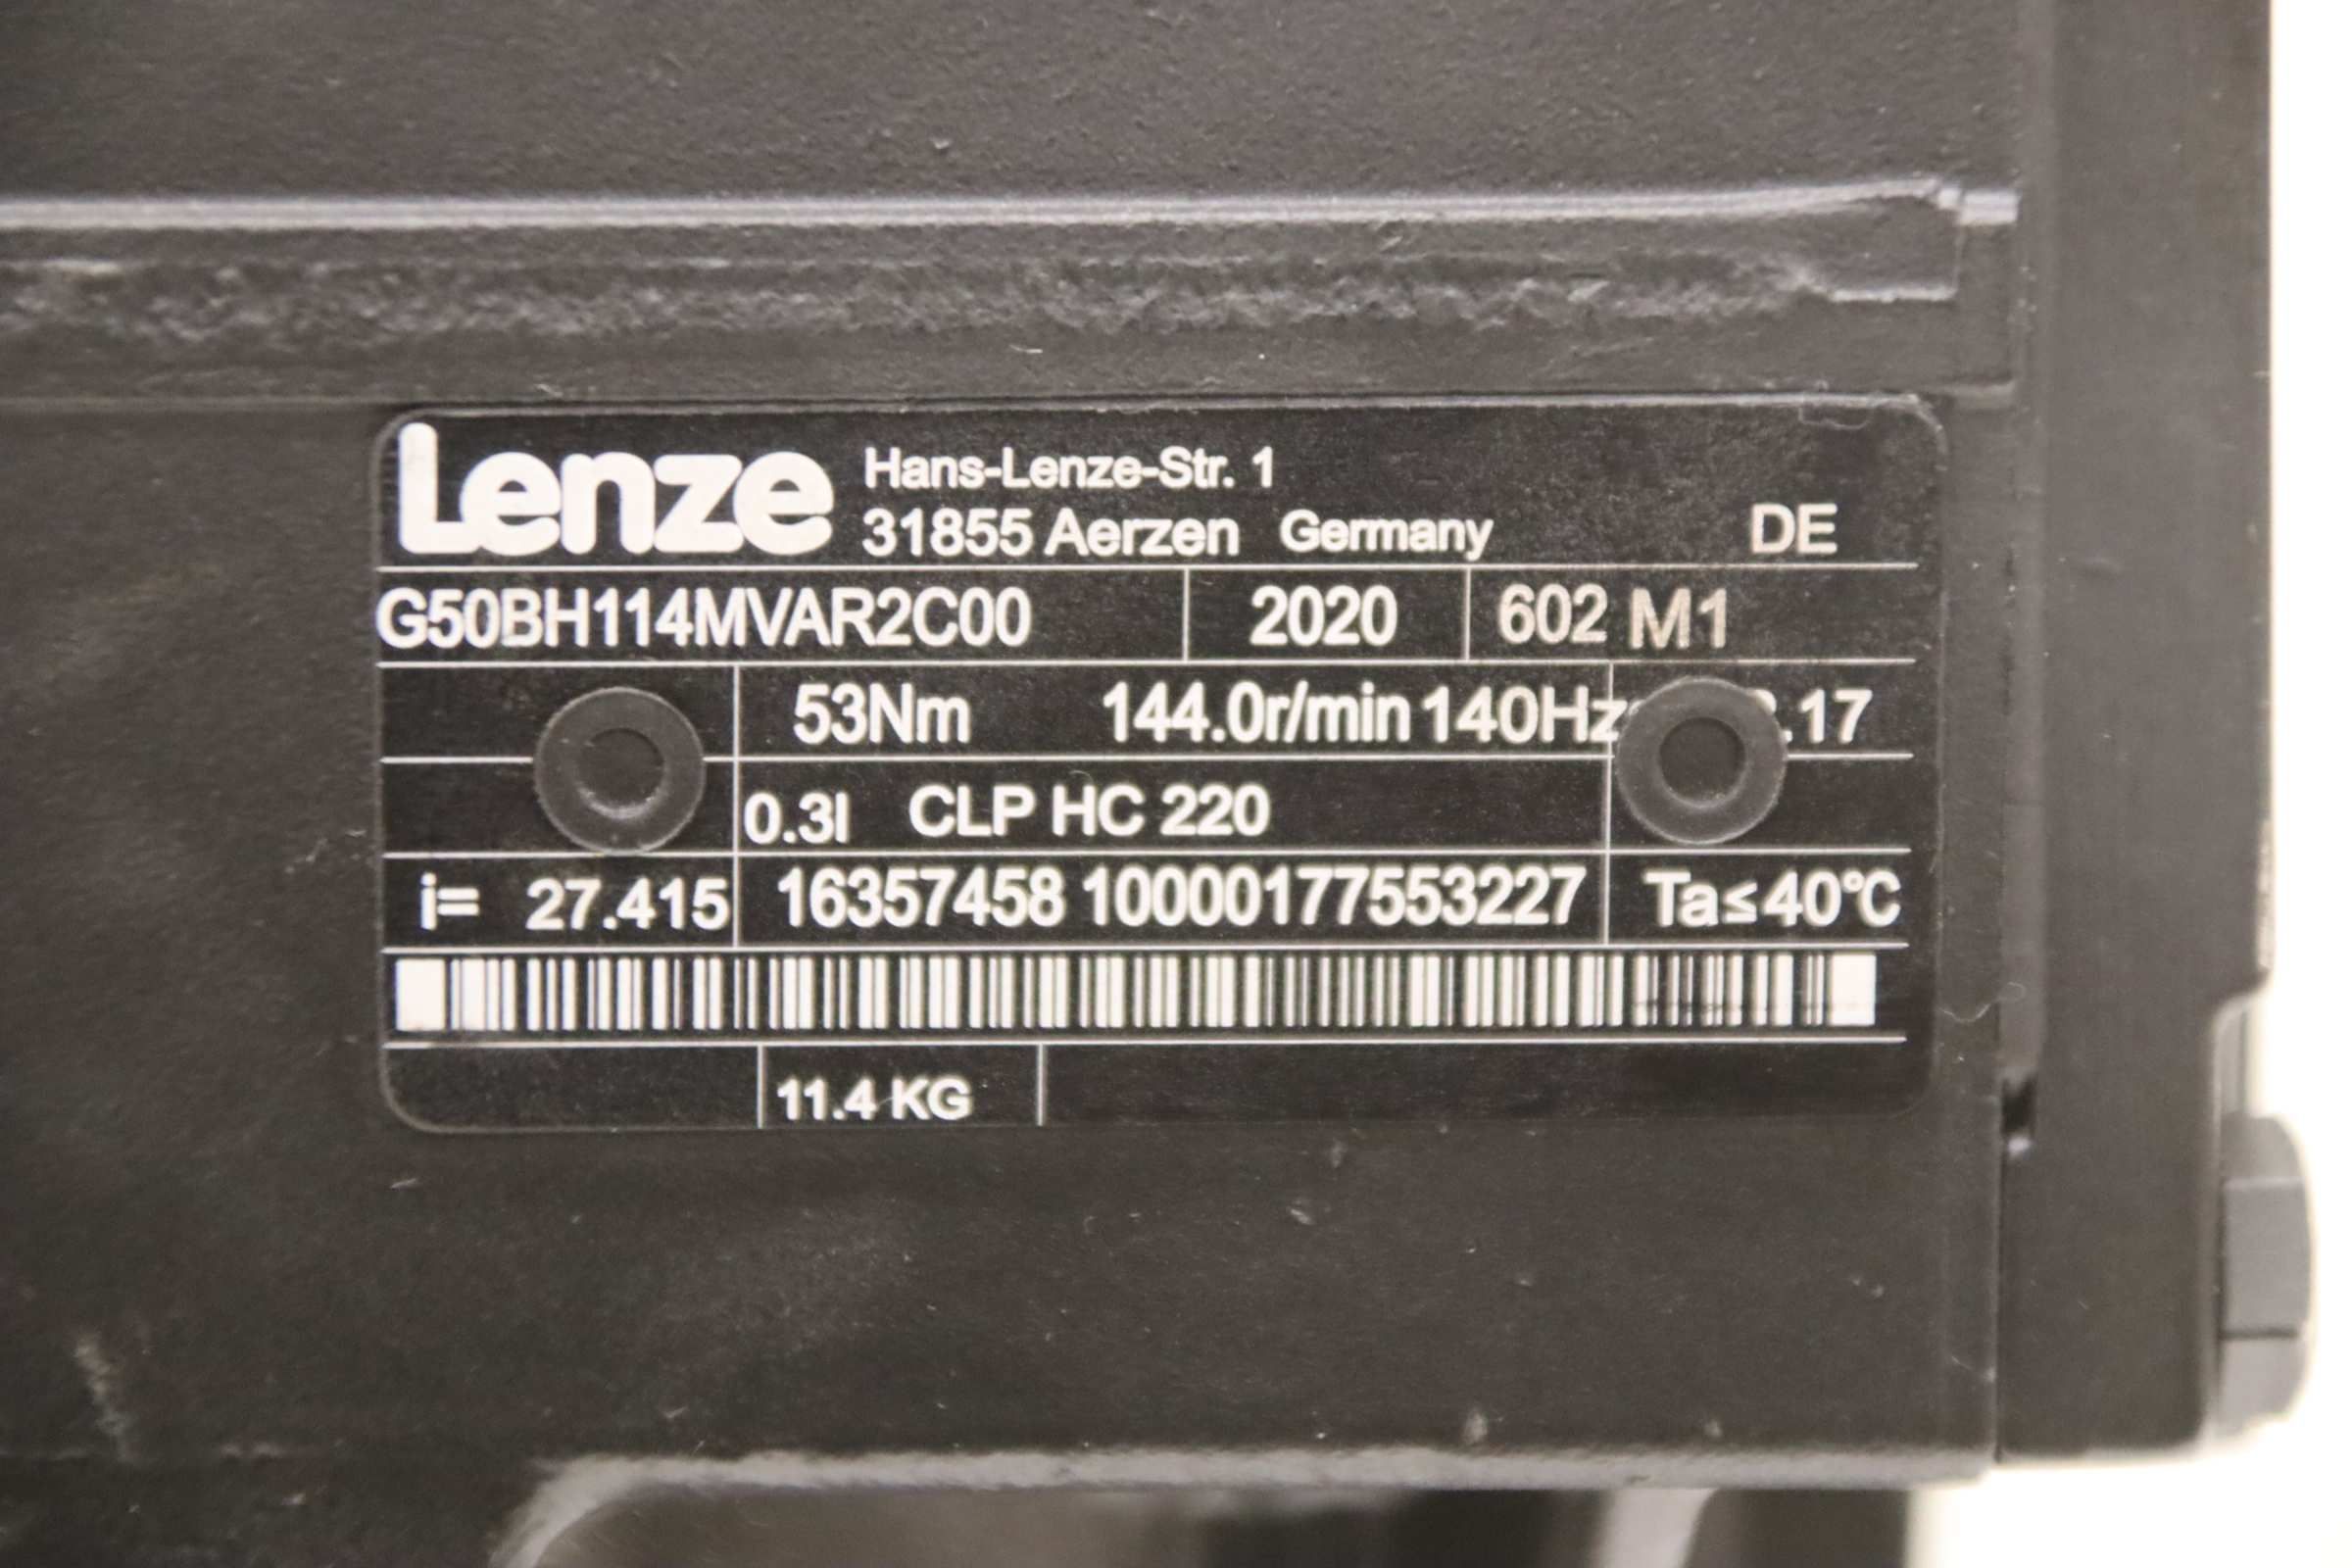 Lenze Hans-Lenze-Str. 1
31855 Aerzen Germany DE
G50BH114MVAR2C00 2020 602 M1
53Nm 144.0r/min 140Hz .17
0.3l CLP HC 220
i= 27.415 16357458 10000177553227 Ta≤40°C
11.4 KG